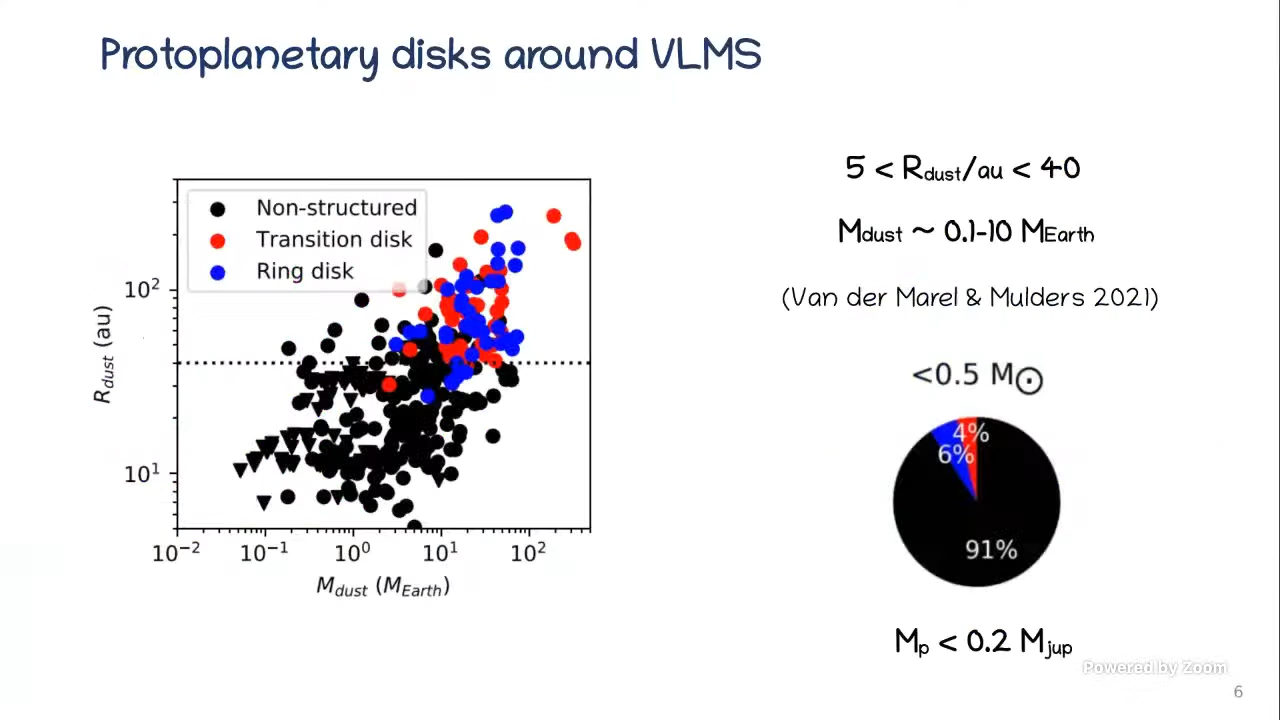 Protoplanetary disks around VLMS
Non-structured
Transition disk
Ring disk
10²
10¹
R_dust (au)
10⁻² 10⁻¹ 10⁰ 10¹ 10²
M_dust (M_Earth)
5 < R_dust/au < 40
M_dust ~ 0.1-10 M_Earth
(Van der Marel & Mulders 2021)
<0.5 M⊙
4%
6%
91%
M_p < 0.2 M_jup
Powered by Zoom
6